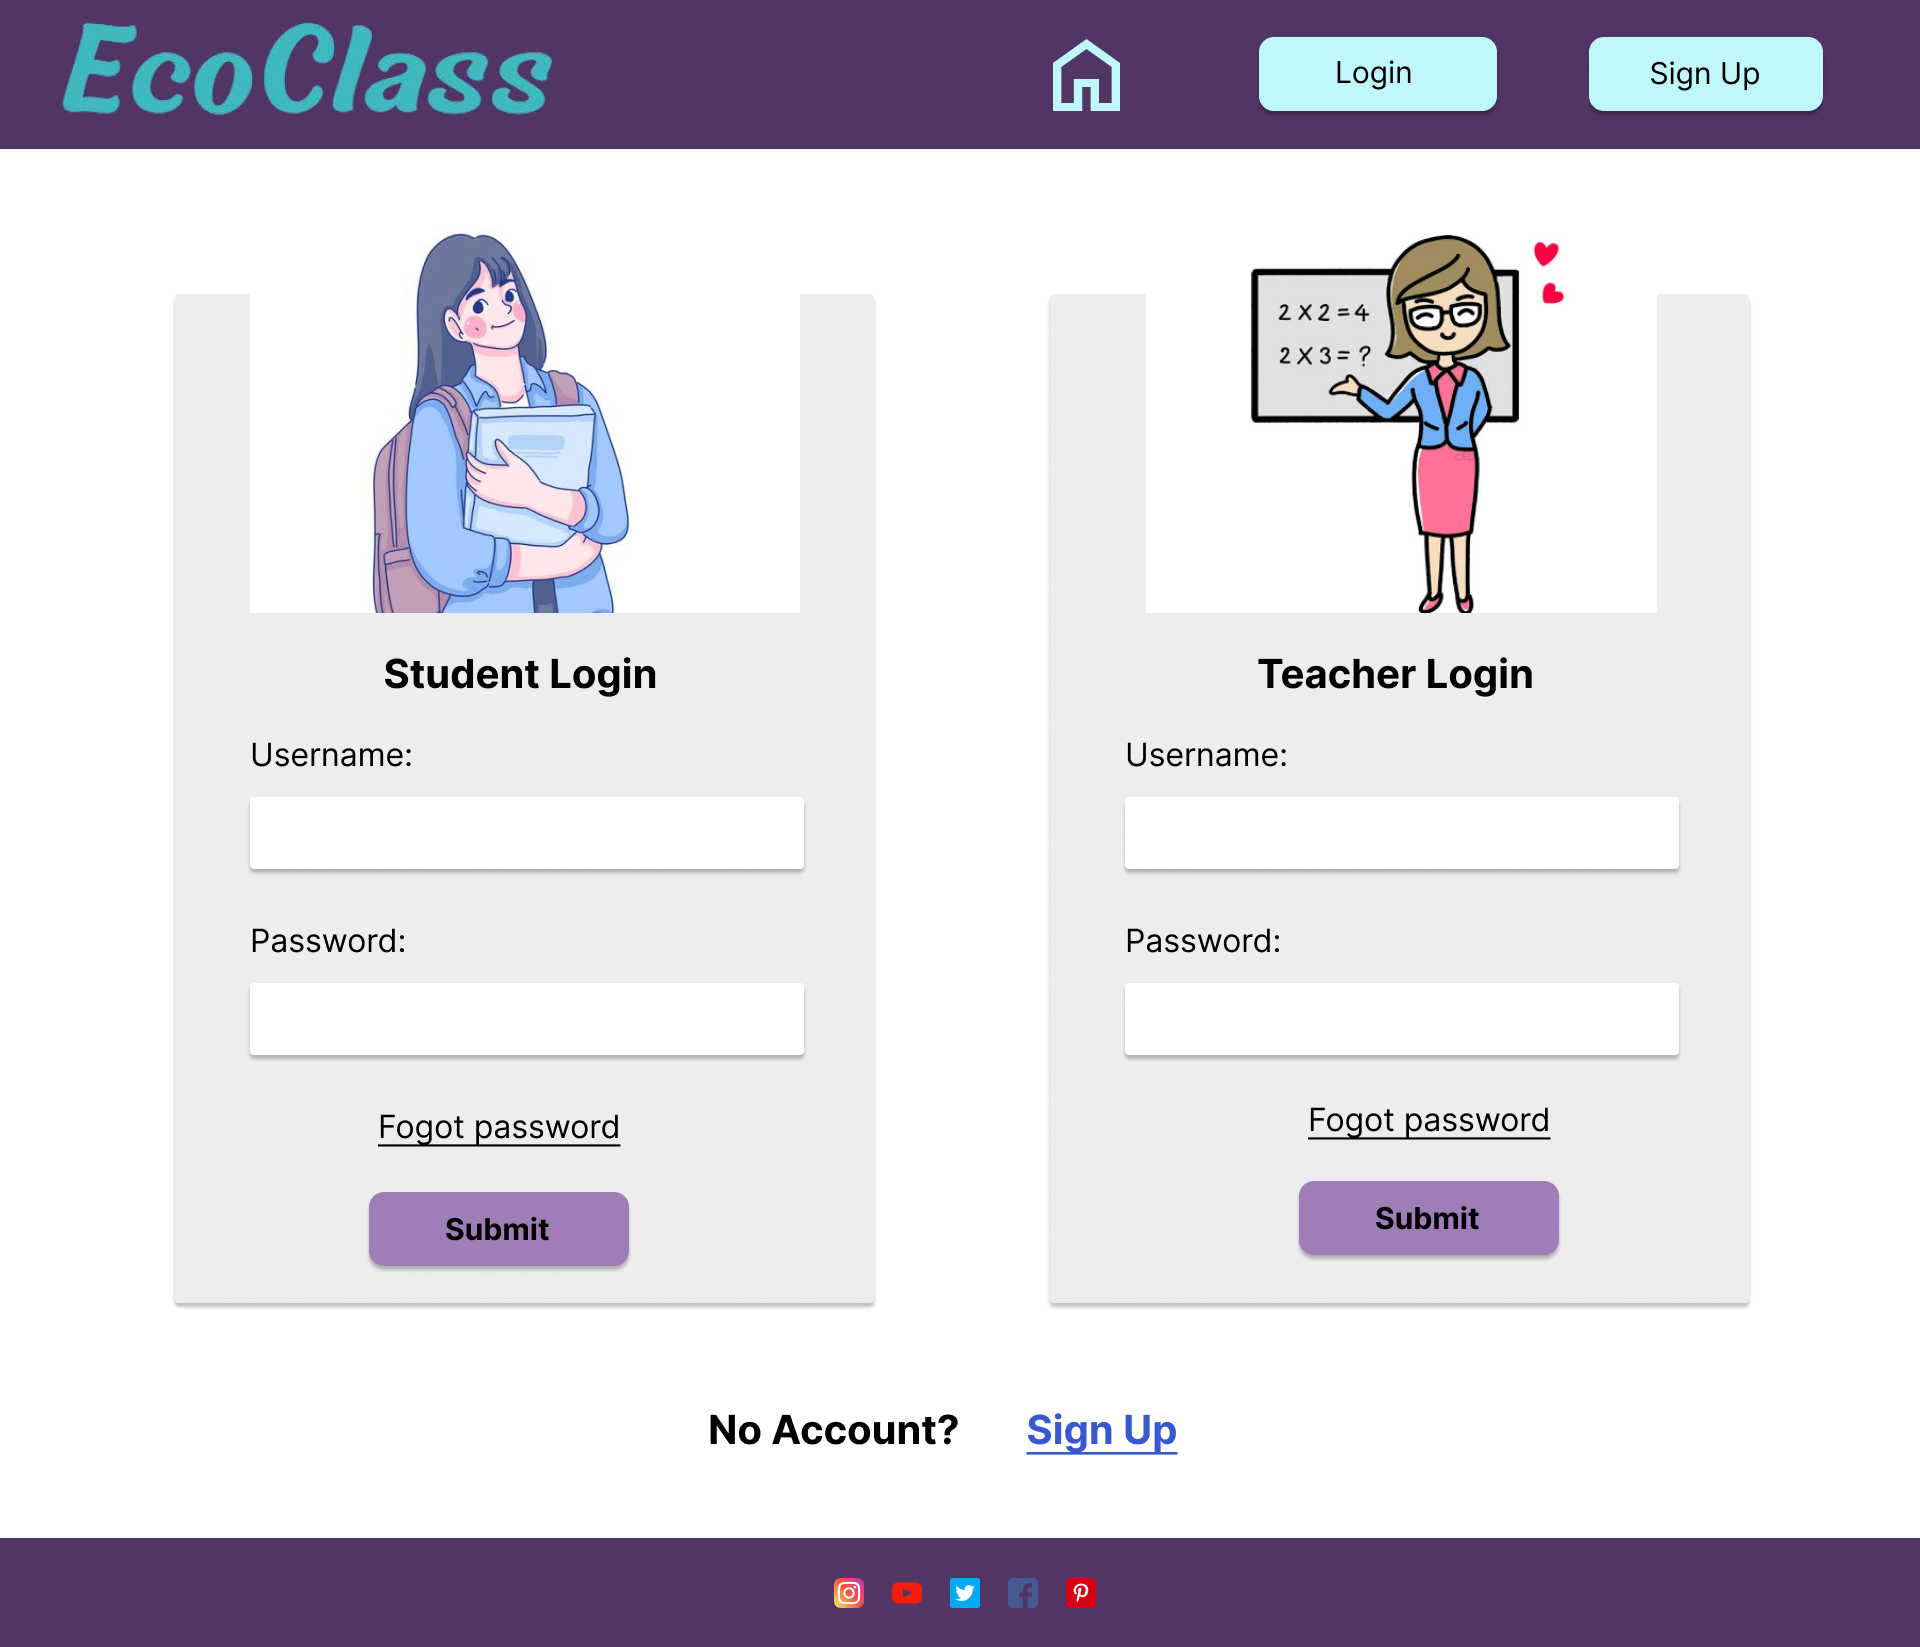 EcoClass
Login
Sign Up
2 X 2 = 4
2 X 3 = ?
Student Login
Teacher Login
Username:
Username:
Password:
Password:
Fogot password
Fogot password
Submit
Submit
No Account? Sign Up